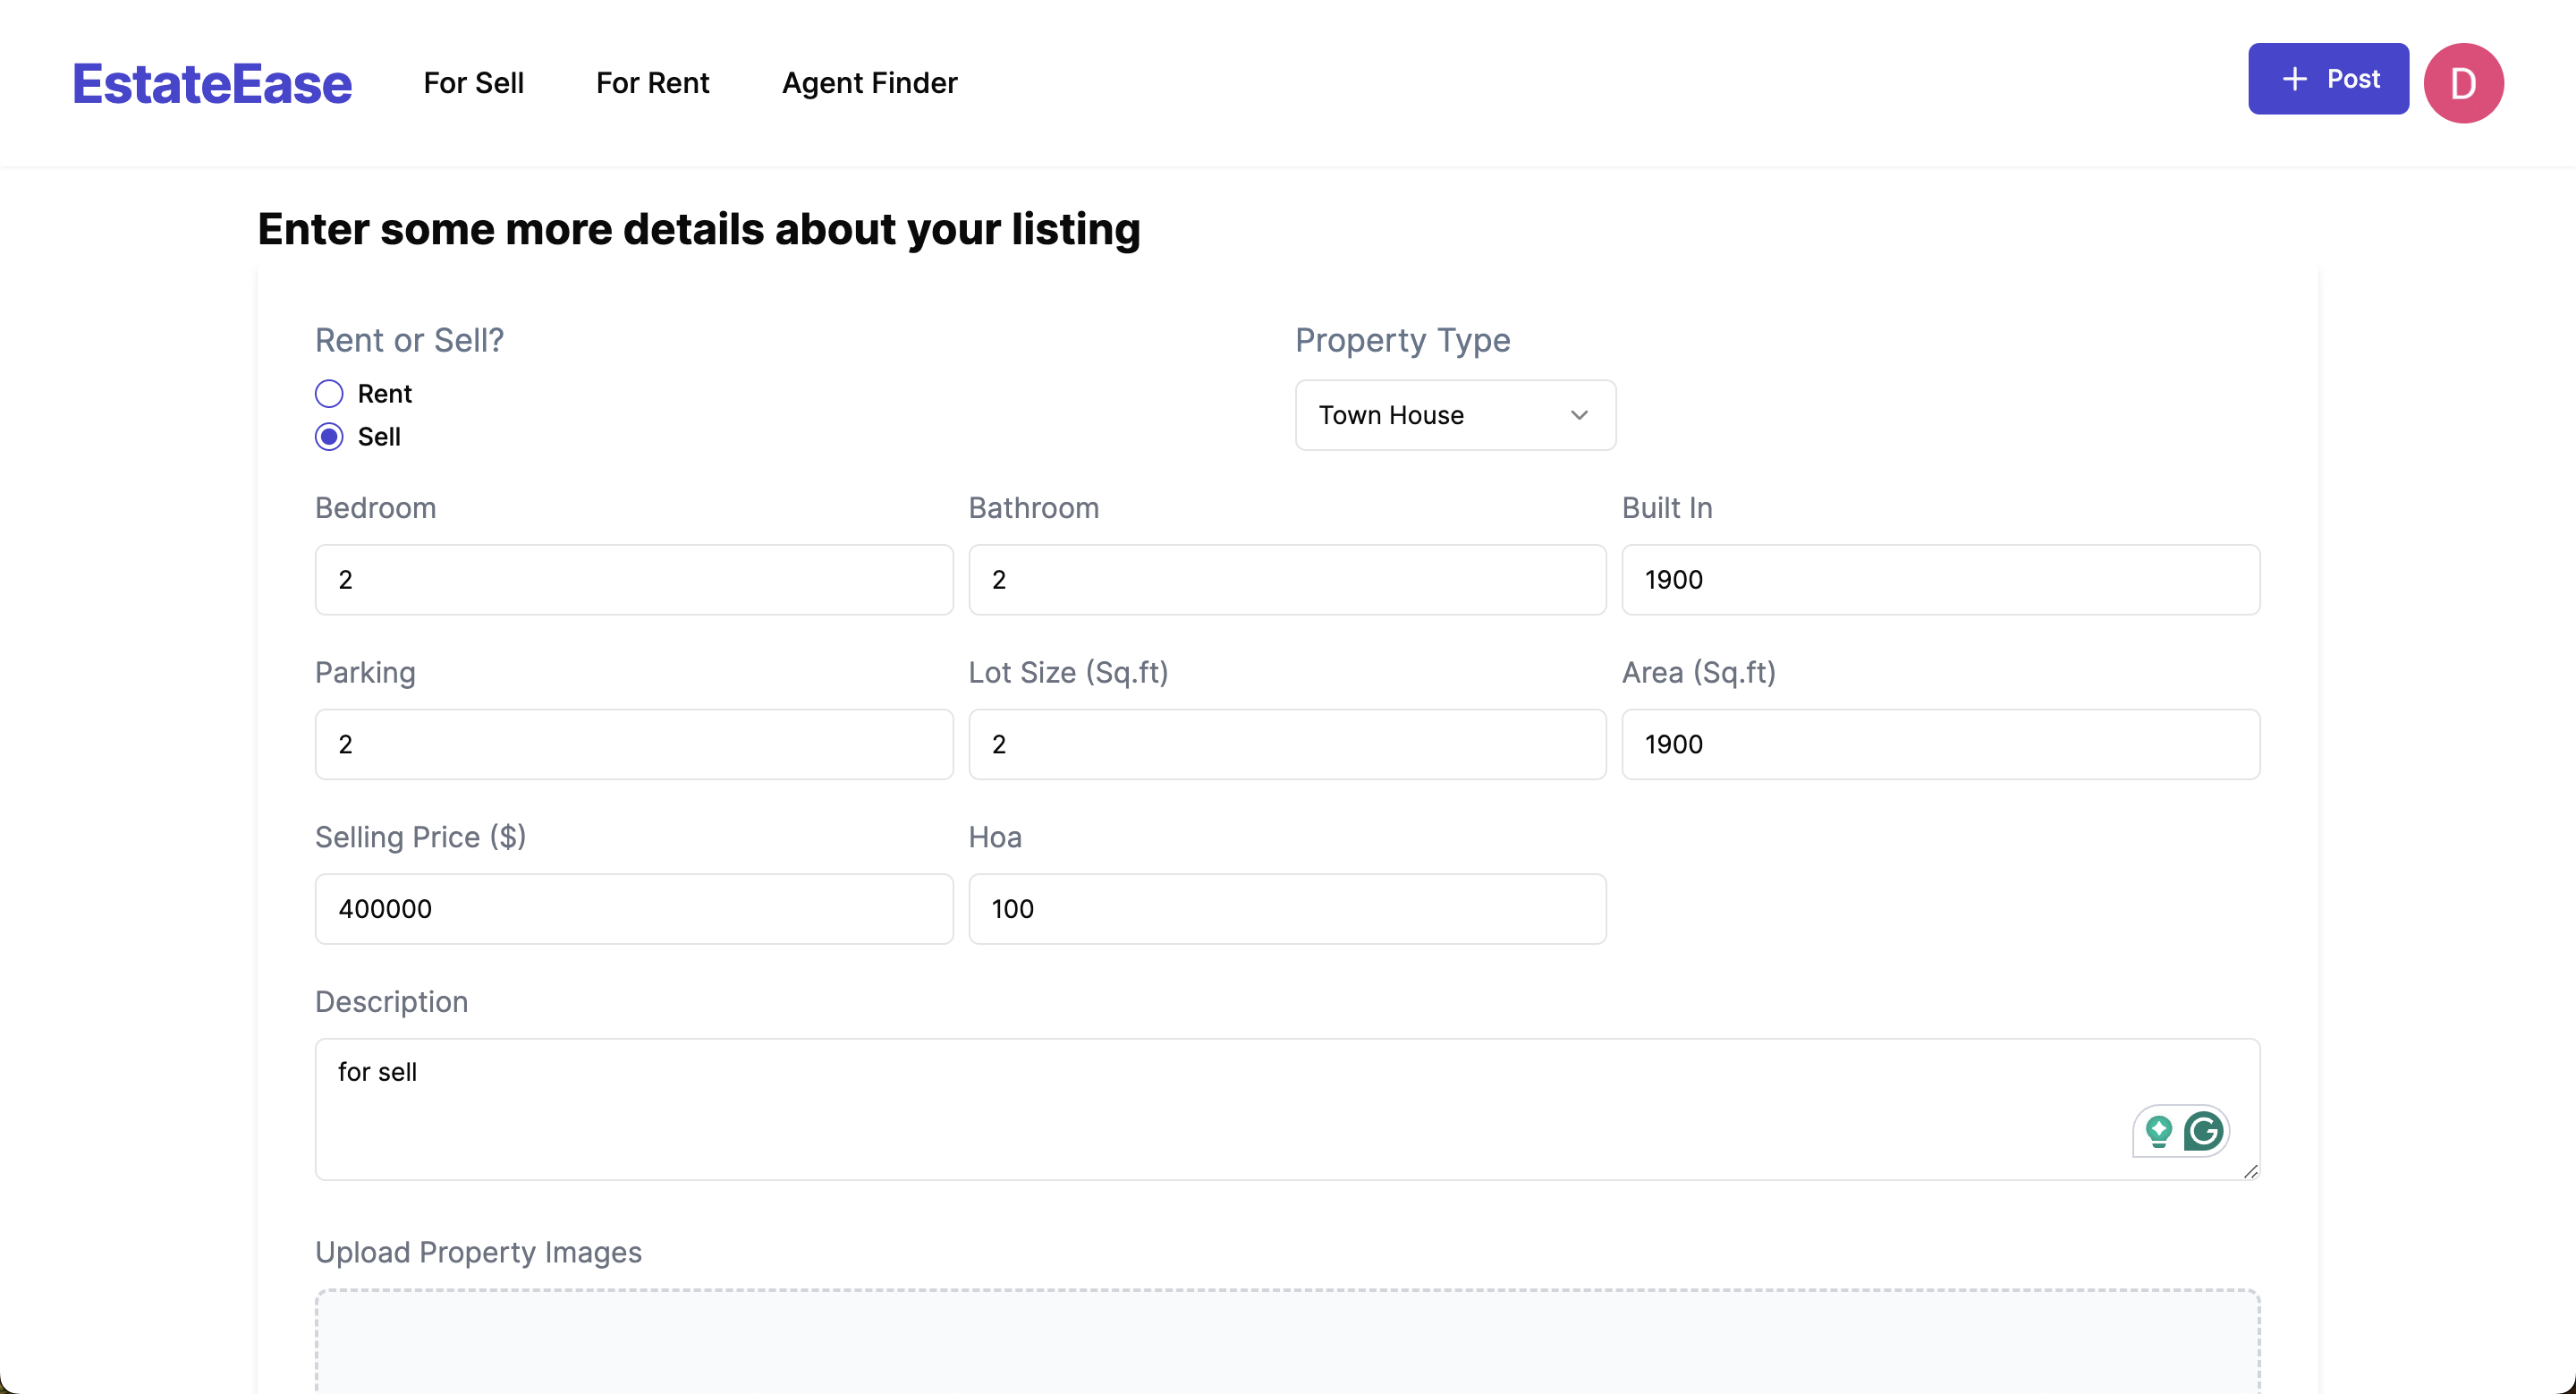 EstateEase For Sell For Rent Agent Finder + Post D
Enter some more details about your listing
Rent or Sell? Property Type
Rent
Sell
Town House
Bedroom Bathroom Built In
2 2 1900
Parking Lot Size (Sq.ft) Area (Sq.ft)
2 2 1900
Selling Price ($) Hoa
400000 100
Description
for sell
Upload Property Images